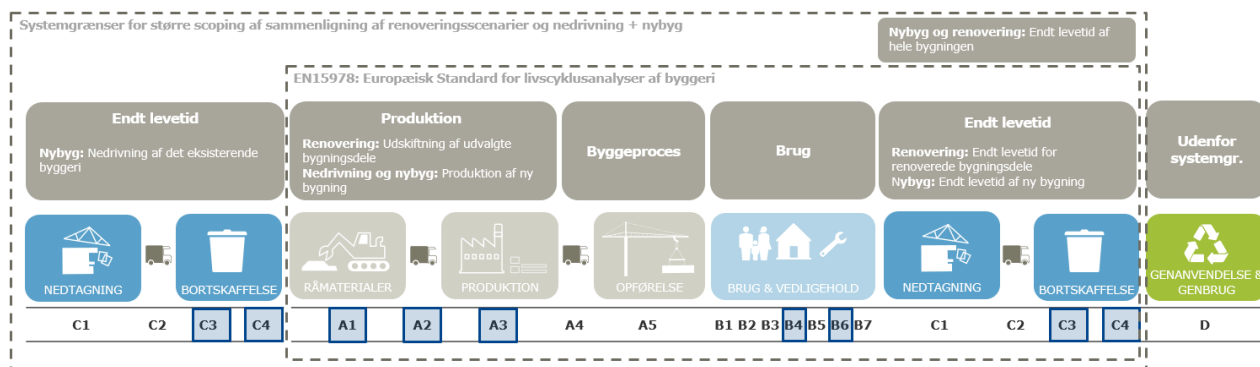 Systemgrænser for større scoping af sammenligning af renoveringsscenarier og nedrivning + nybyg
Nybyg og renovering: Endt levetid af
hele bygningen
EN15978: Europæisk Standard for livscyklusanalyser af byggeri
Endt levetid
Nybyg: Nedrivning af det eksisterende
byggeri
Produktion
Renovering: Udskiftning af udvalgte
bygningsdele
Nedrivning og nybyg: Produktion af ny
bygning
Byggeproces
Brug
Endt levetid
Renovering: Endt levetid for
renoverede bygningsdele
Nybyg: Endt levetid af ny bygning
Udenfor
systemgr.
NEDTAGNING
BORTSKAFFELSE
RÅMATERIALER
PRODUKTION
OPFØRELSE
BRUG & VEDLIGEHOLD
NEDTAGNING
BORTSKAFFELSE
GENANVENDELSE &
GENBRUG
C1 C2 C3 C4 A1 A2 A3 A4 A5 B1 B2 B3 B4 B5 B6 B7 C1 C2 C3 C4 D